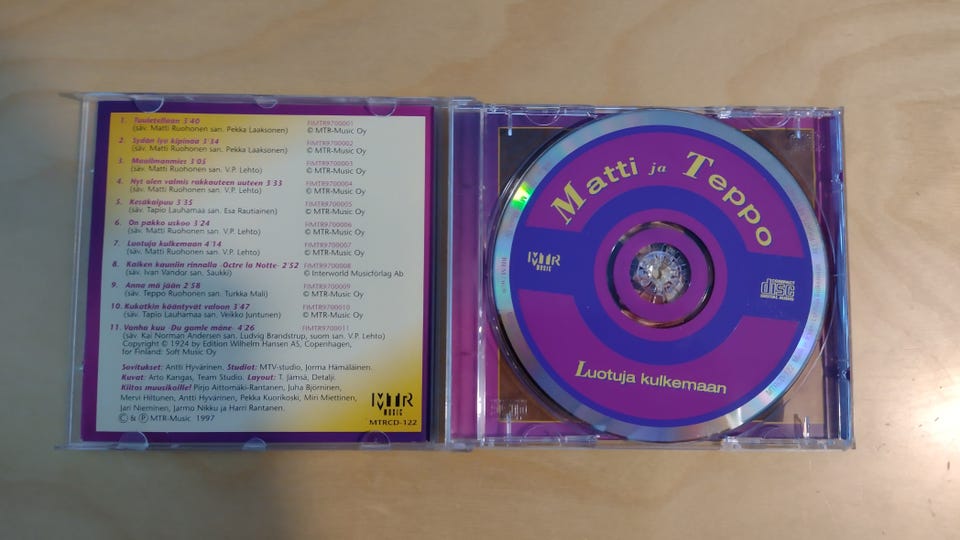 1. Tuuletellaan 3'40 FIMTR9700001
(säv. Matti Ruohonen san. Pekka Laaksonen) © MTR-Music Oy
2. Sydän lyö kipinää 3'34 FIMTR9700002
(säv. Matti Ruohonen san. Pekka Laaksonen) © MTR-Music Oy
3. Maailmanmies 3'05 FIMTR9700003
(säv. Matti Ruohonen san. V.P. Lehto) © MTR-Music Oy
4. Nyt olen valmis rakkauteen uuteen 3'33 FIMTR9700004
(säv. Matti Ruohonen san. V.P. Lehto) © MTR-Music Oy
5. Kesäkaipuu 3'35 FIMTR9700005
(säv. Tapio Lauhamaa san. Esa Rautiainen) © MTR-Music Oy
6. On pakko uskoo 3'24 FIMTR9700006
(säv. Matti Ruohonen san. V.P. Lehto) © MTR-Music Oy
7. Luotuja kulkemaan 4'14 FIMTR9700007
(säv. Matti Ruohonen san. V.P. Lehto) © MTR-Music Oy
8. Kaiken kauniin rinnalla -Octre la Notte- 2'52 FIMTR9700008
(säv. Ivan Vandor san. Saukki) © Interworld Musicförlag Ab
9. Anna mä jään 2'58 FIMTR9700009
(säv. Teppo Ruohonen san. Turkka Mali) © MTR-Music Oy
10. Kukatkin kääntyvät valoon 3'47 FIMTR9700010
(säv. Tapio Lauhamaa san. Veikko Juntunen) © MTR-Music Oy
11. Vanha kuu -Du gamle måne- 4'26 FIMTR9700011
(säv. Kai Norman Andersen san. Ludvig Brandstrup, suom san. V.P. Lehto)
Copyright © 1924 by Edition Wilhelm Hansen AS, Copenhagen,
for Finland: Soft Music Oy
Sovitukset: Antti Hyvärinen. Studiot: MTV-studio, Jorma Hämäläinen.
Kuvat: Arto Kangas, Team Studio. Layout: T. Jämsä, Detalji.
Kiitos muusikoille! Pirjo Aittomäki-Rantanen, Juha Björninen,
Mervi Hiltunen, Antti Hyvärinen, Pekka Kuorikoski, Miri Miettinen,
Jari Nieminen, Jarmo Nikku ja Harri Rantanen.
© & ℗ MTR-Music 1997
MTR
MUSIC
MTRCD-122
Matti ja Teppo
MTR
MUSIC
COMPACT
disc
DIGITAL AUDIO
Luotuja kulkemaan